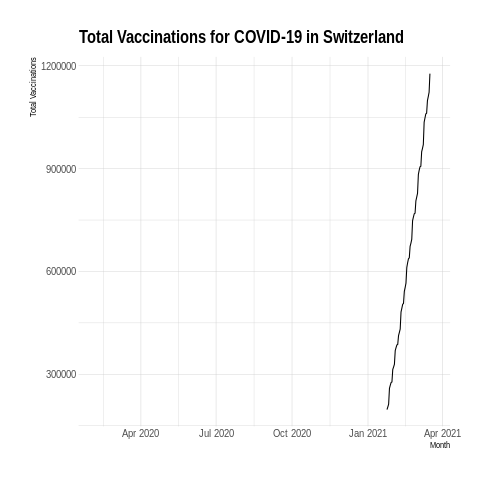 Total Vaccinations for COVID-19 in Switzerland
Total Vaccinations
1200000
900000
600000
300000
Apr 2020 Jul 2020 Oct 2020 Jan 2021 Apr 2021
Month